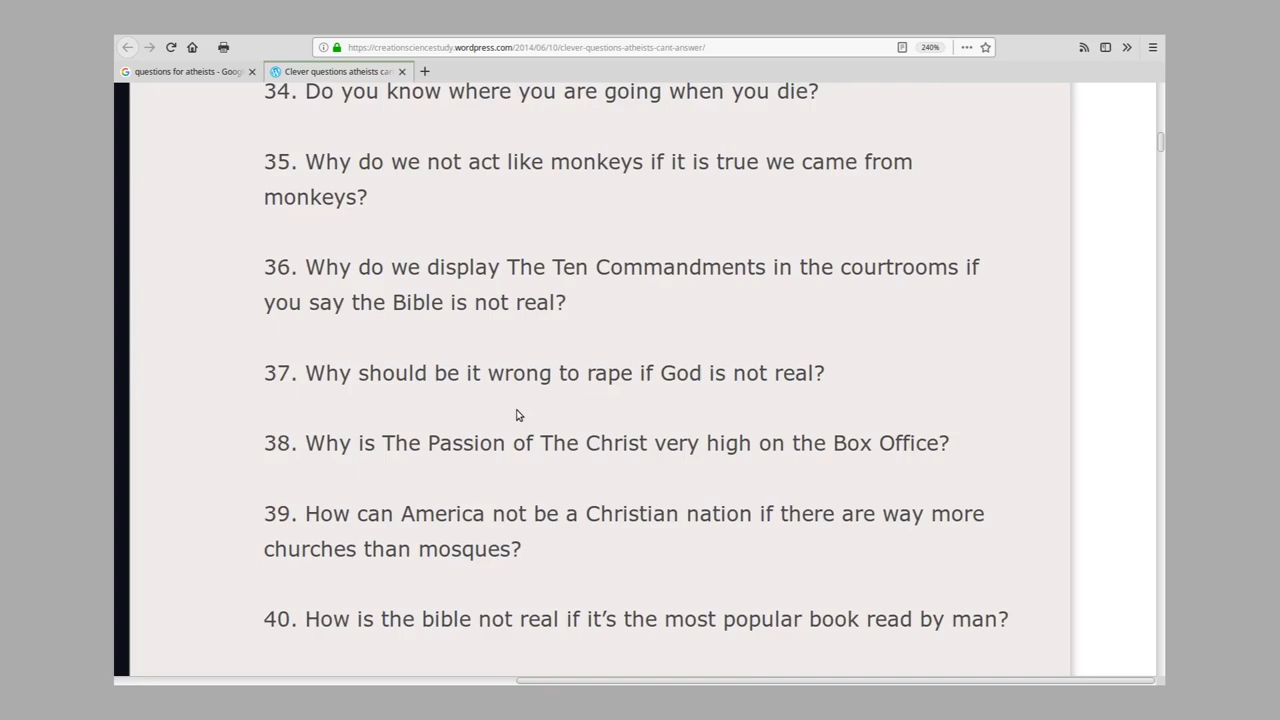 https://creationsciencestudy.wordpress.com/2014/06/10/clever-questions-atheists-cant-answer/
240%
questions for atheists - Goog
Clever questions atheists can
34. Do you know where you are going when you die?
35. Why do we not act like monkeys if it is true we came from
monkeys?
36. Why do we display The Ten Commandments in the courtrooms if
you say the Bible is not real?
37. Why should be it wrong to rape if God is not real?
38. Why is The Passion of The Christ very high on the Box Office?
39. How can America not be a Christian nation if there are way more
churches than mosques?
40. How is the bible not real if it’s the most popular book read by man?